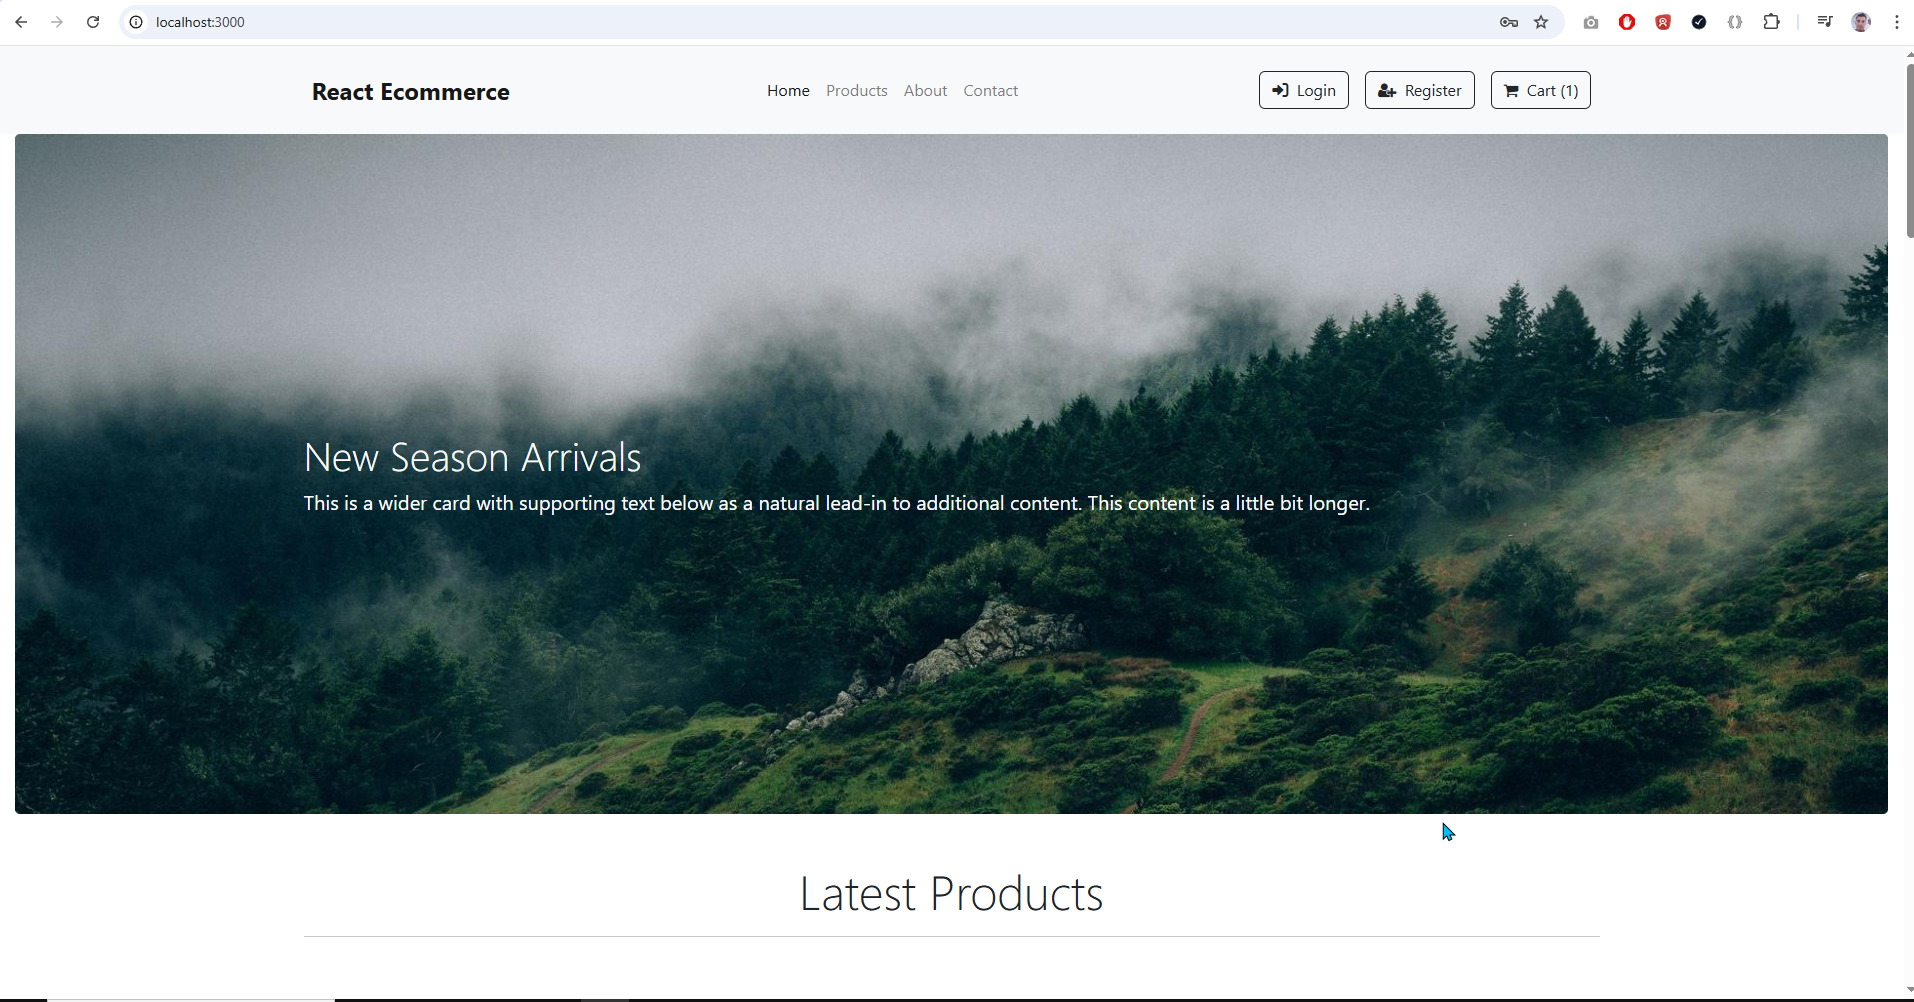 localhost:3000
React Ecommerce
Home Products About Contact
Login Register Cart (1)
New Season Arrivals
This is a wider card with supporting text below as a natural lead-in to additional content. This content is a little bit longer.
Latest Products